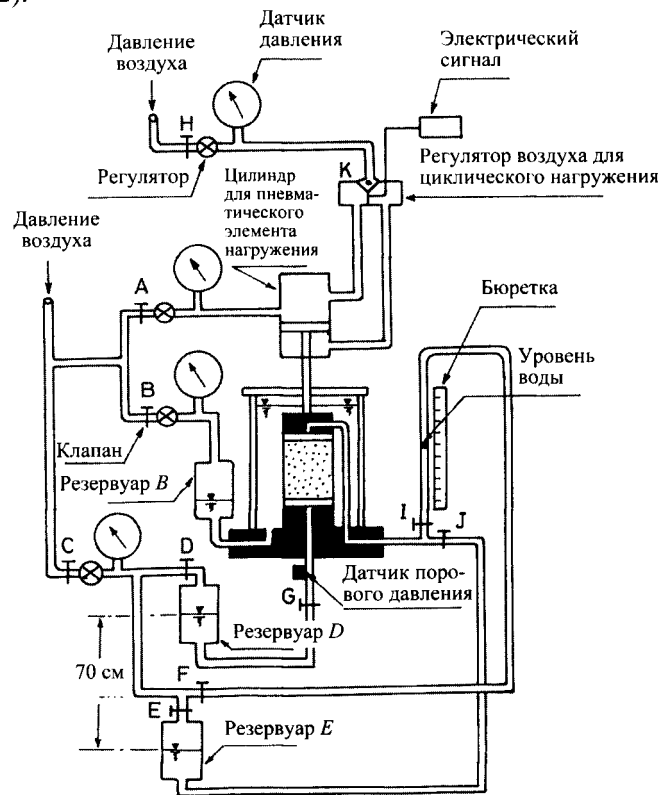 2).
Датчик
давления
Давление
воздуха
Электрический
сигнал
H
Регулятор
K
Регулятор воздуха для
циклического нагружения
Цилиндр
для пневма-
тического
элемента
нагружения
Давление
воздуха
A
Бюретка
Уровень
воды
B
Клапан
Резервуар B
I
J
C
D
Датчик поро-
вого давления
G
Резервуар D
70 см
F
E
Резервуар E